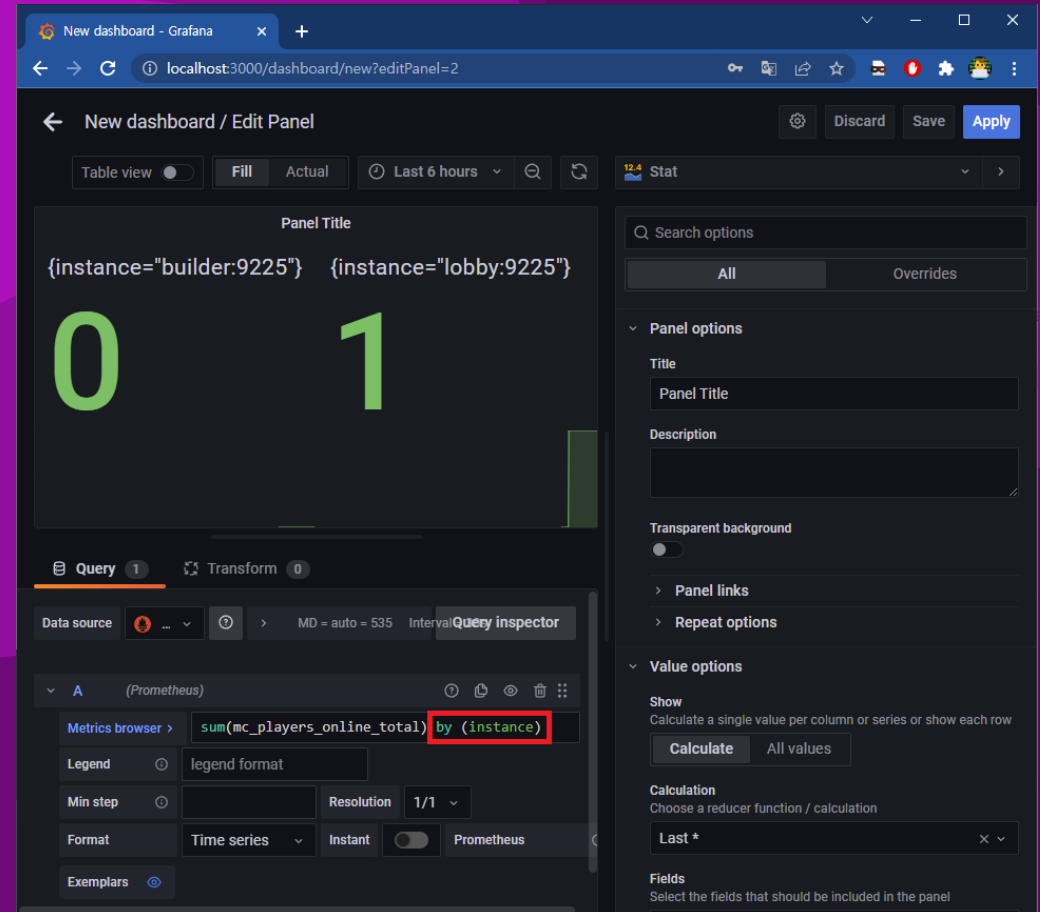 New dashboard - Grafana
localhost:3000/dashboard/new?editPanel=2
New dashboard / Edit Panel
Discard
Save
Apply
Table view
Fill
Actual
Last 6 hours
12.4
Stat
Panel Title
{instance="builder:9225"}
{instance="lobby:9225"}
0
1
Search options
All
Overrides
Panel options
Title
Panel Title
Description
Transparent background
Panel links
Repeat options
Query 1
Transform 0
Data source
...
MD = auto = 535
Interval
Query inspector
A
(Prometheus)
Metrics browser >
sum(mc_players_online_total) by (instance)
Legend
legend format
Min step
Resolution
1/1
Format
Time series
Instant
Prometheus
Exemplars
Value options
Show
Calculate a single value per column or series or show each row
Calculate
All values
Calculation
Choose a reducer function / calculation
Last *
Fields
Select the fields that should be included in the panel